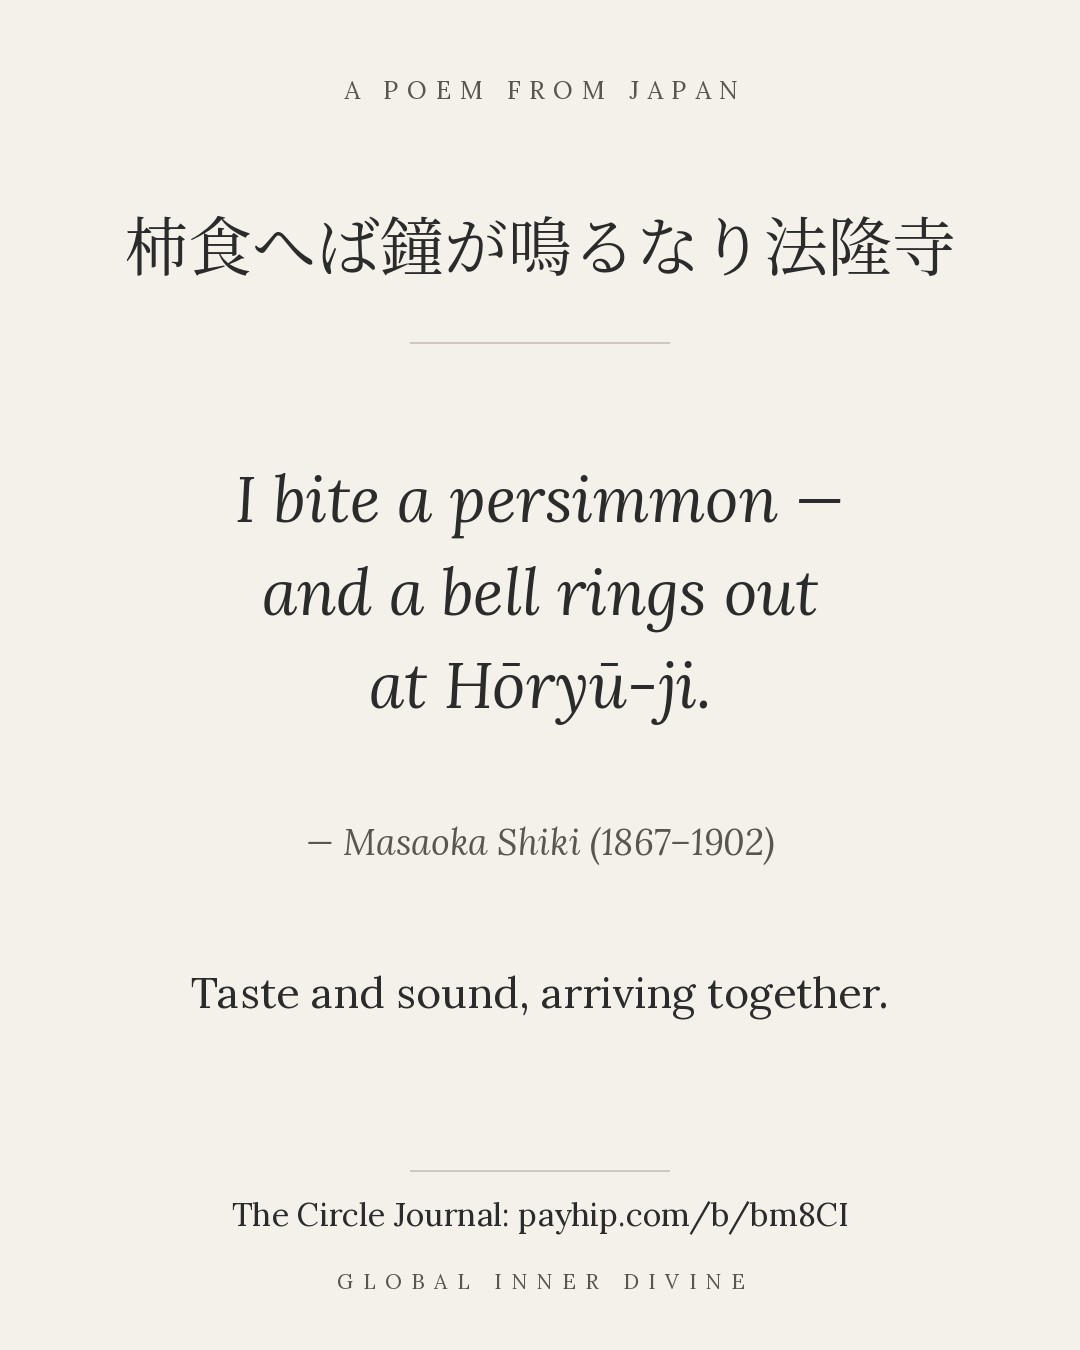 A POEM FROM JAPAN
柿食へば鐘が鳴るなり法隆寺
I bite a persimmon —
and a bell rings out
at Hōryū-ji.
— Masaoka Shiki (1867–1902)
Taste and sound, arriving together.
The Circle Journal: payhip.com/b/bm8CI
GLOBAL INNER DIVINE